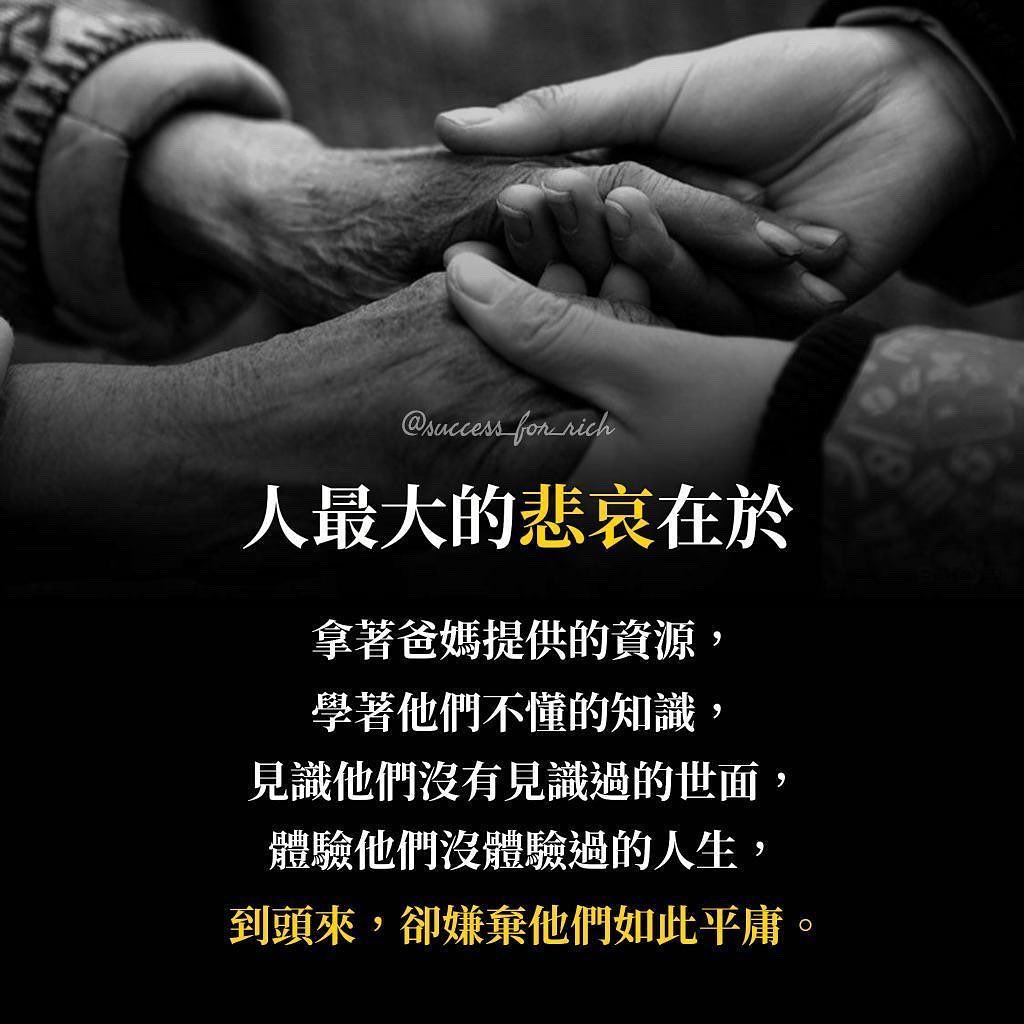 @success_for_rich
人最大的悲哀在於
拿著爸媽提供的資源，
學著他們不懂的知識，
見識他們沒有見識過的世面，
體驗他們沒體驗過的人生，
到頭來，卻嫌棄他們如此平庸。